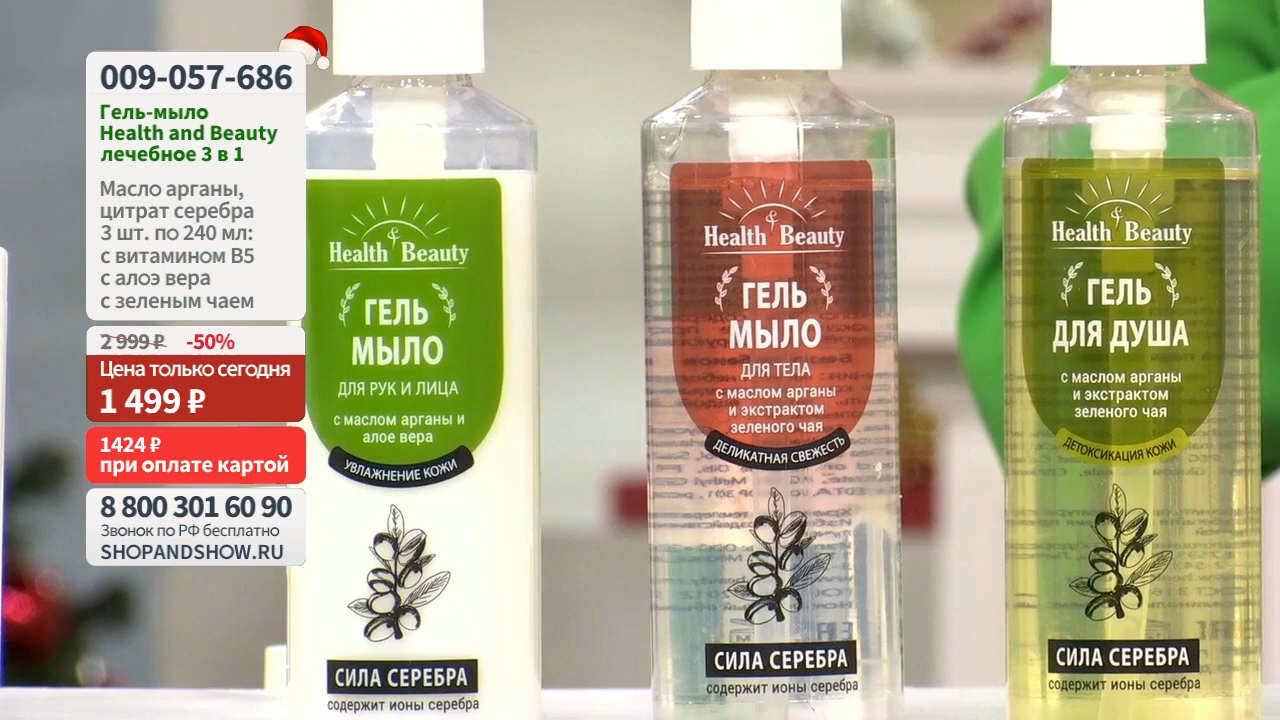 009-057-686
Гель-мыло
Health and Beauty
лечебное 3 в 1
Масло арганы,
цитрат серебра
3 шт. по 240 мл:
с витамином B5
с алоэ вера
с зеленым чаем
2 999 ₽ -50%
Цена только сегодня
1 499 ₽
1424 ₽
при оплате картой
8 800 301 60 90
Звонок по РФ бесплатно
SHOPANDSHOW.RU
Health & Beauty
ГЕЛЬ
МЫЛО
ДЛЯ РУК И ЛИЦА
с маслом арганы и
алое вера
УВЛАЖНЕНИЕ КОЖИ
СИЛА СЕРЕБРА
содержит ионы серебра
Health & Beauty
ГЕЛЬ
МЫЛО
ДЛЯ ТЕЛА
с маслом арганы
и экстрактом
зеленого чая
ДЕЛИКАТНАЯ СВЕЖЕСТЬ
СИЛА СЕРЕБРА
содержит ионы серебра
Health & Beauty
ГЕЛЬ
ДЛЯ ДУША
с маслом арганы
и экстрактом
зеленого чая
ДЕТОКСИКАЦИЯ КОЖИ
СИЛА СЕРЕБРА
содержит ионы серебра